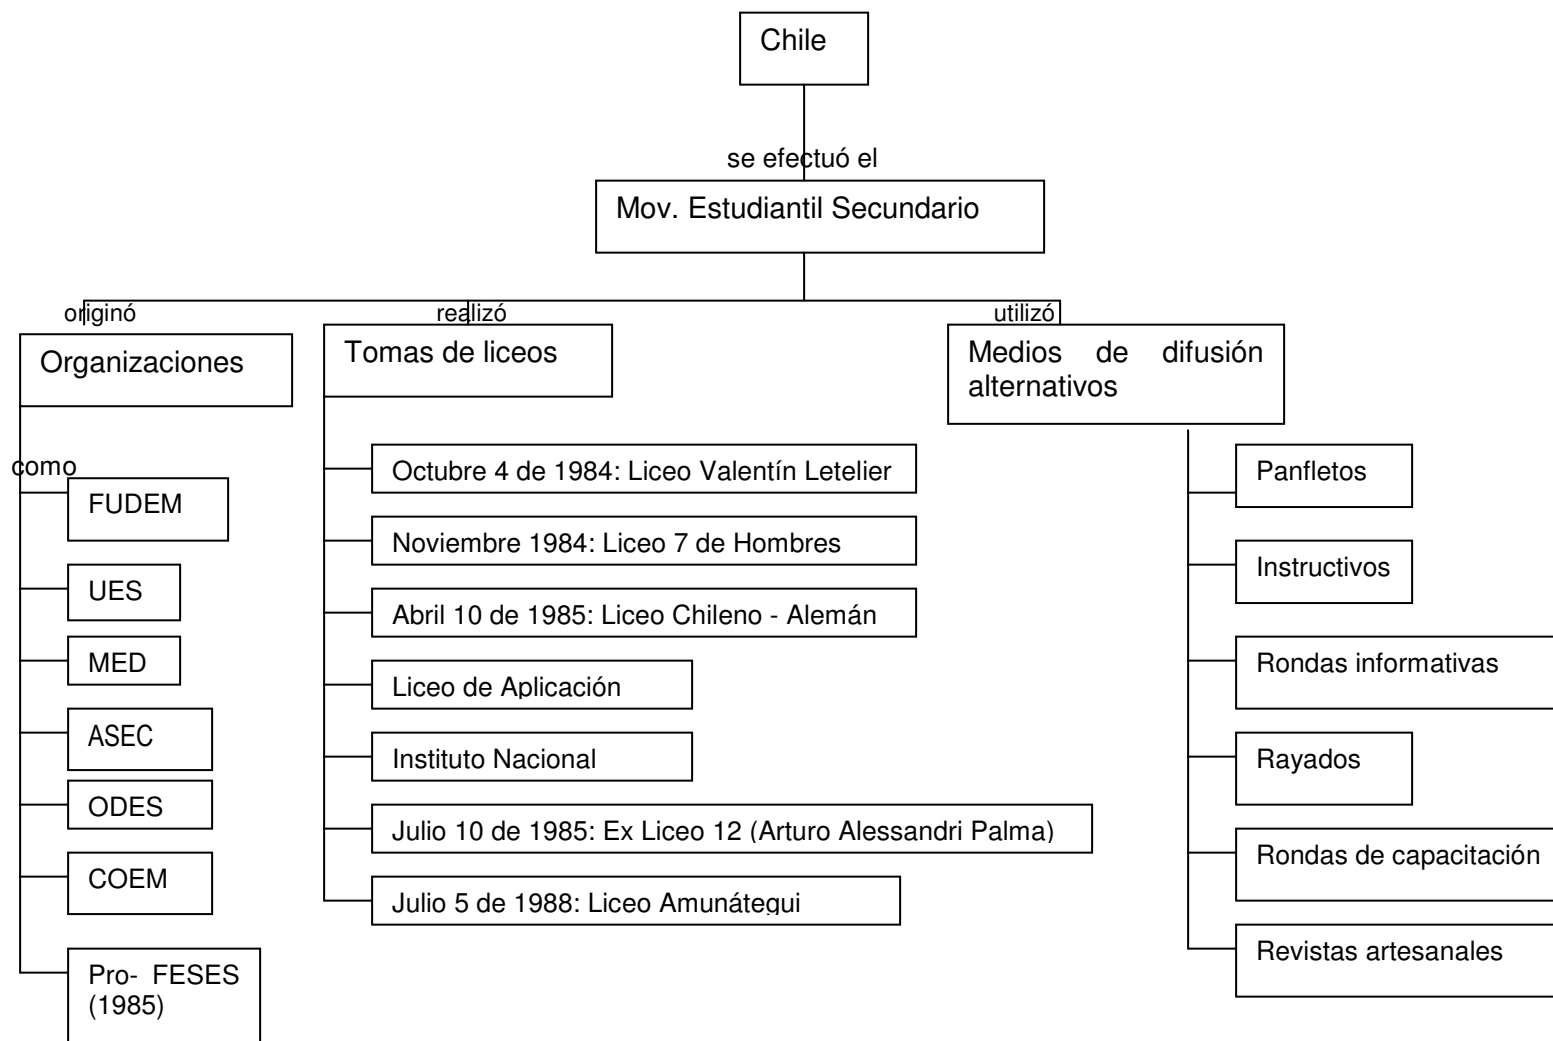 Chile
se efectuó el
Mov. Estudiantil Secundario
originó
Organizaciones
como
FUDEM
UES
MED
ASEC
ODES
COEM
Pro- FESES
(1985)
realizó
Tomas de liceos
Octubre 4 de 1984: Liceo Valentín Letelier
Noviembre 1984: Liceo 7 de Hombres
Abril 10 de 1985: Liceo Chileno - Alemán
Liceo de Aplicación
Instituto Nacional
Julio 10 de 1985: Ex Liceo 12 (Arturo Alessandri Palma)
Julio 5 de 1988: Liceo Amunátegui
utilizó
Medios de difusión
alternativos
Panfletos
Instructivos
Rondas informativas
Rayados
Rondas de capacitación
Revistas artesanales